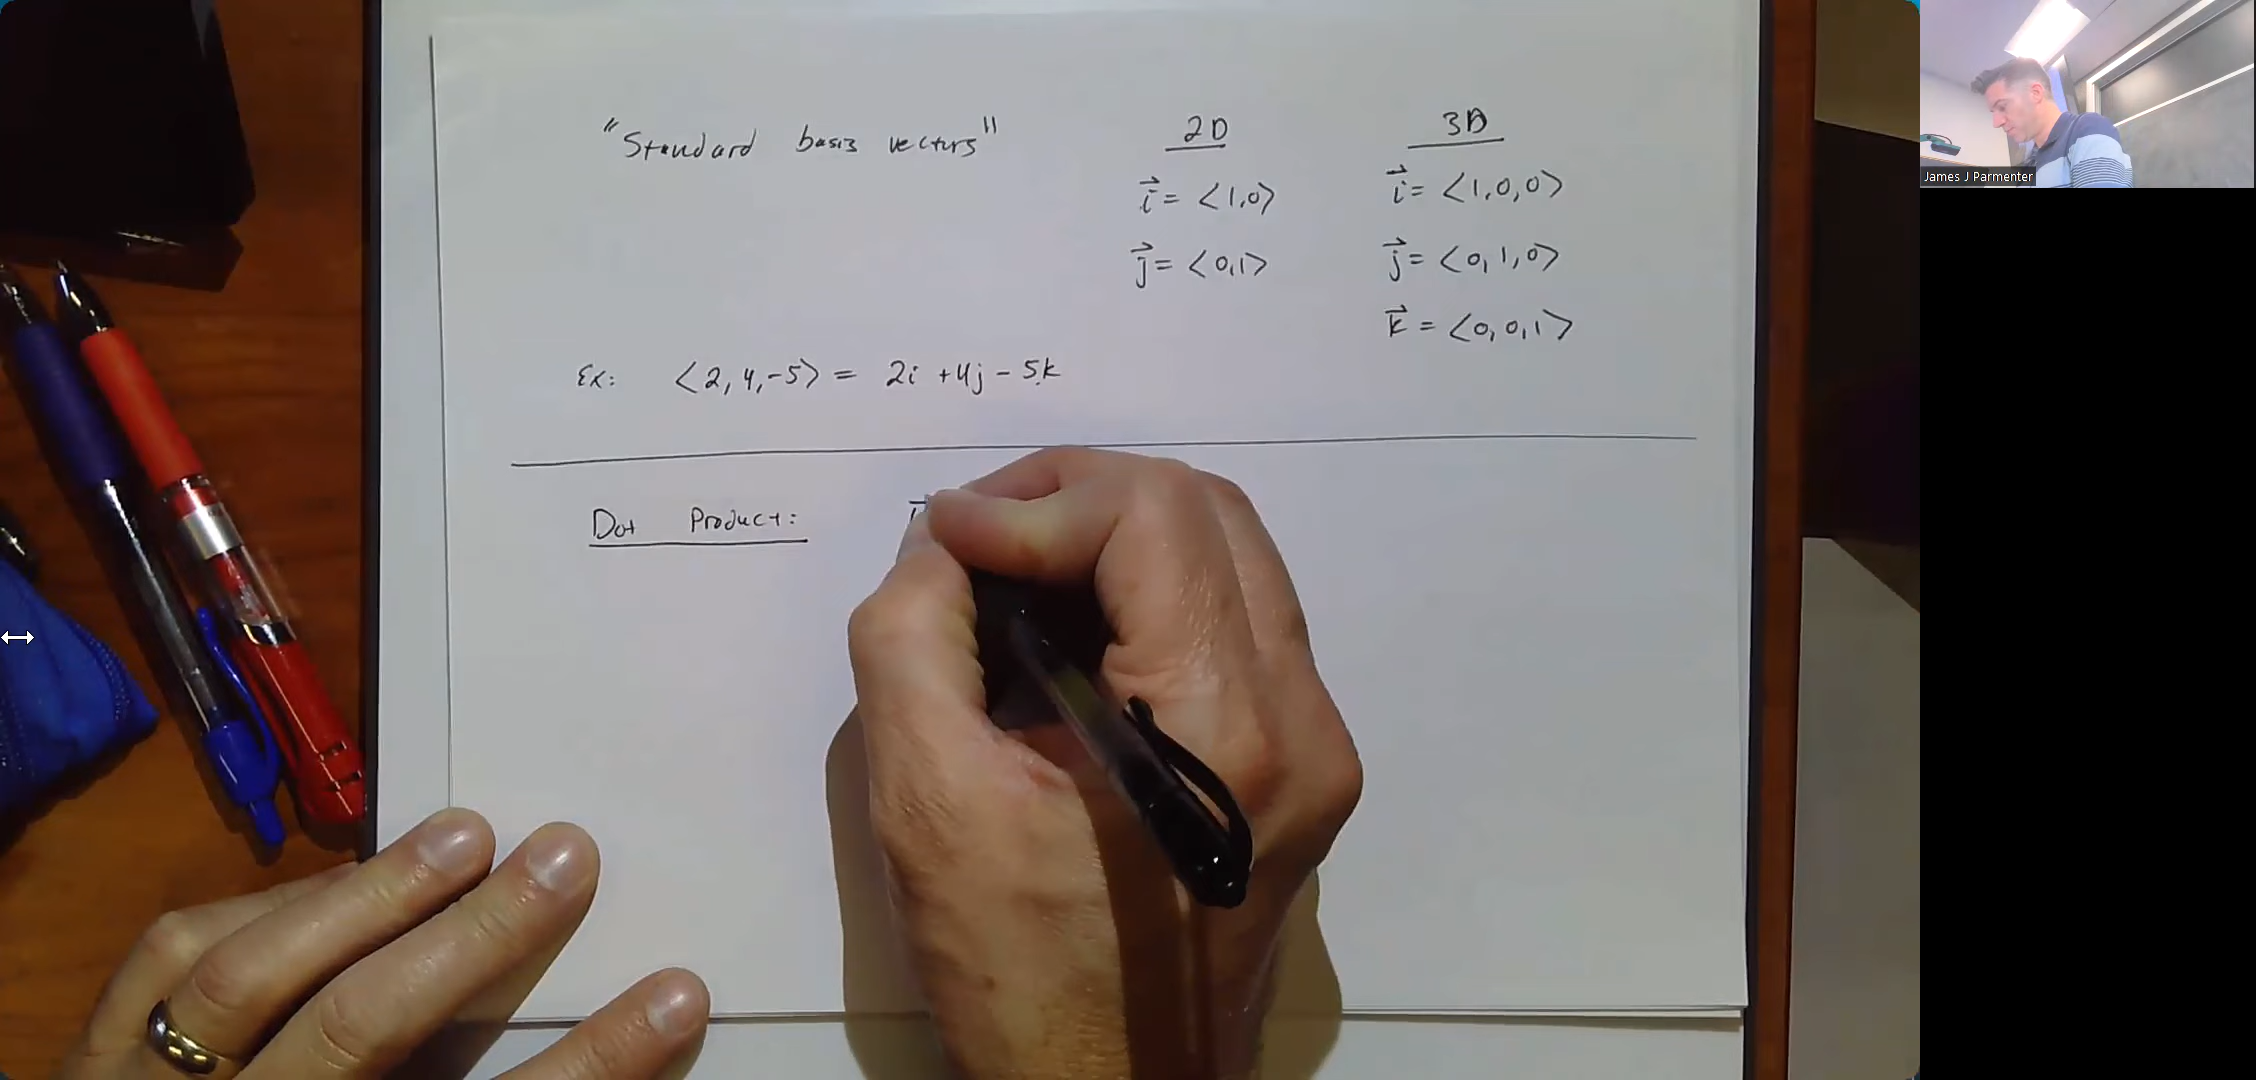 "Standard basis vectors"
2D
3D
i⃗ = <1,0>
i⃗ = <1,0,0>
j⃗ = <0,1>
j⃗ = <0,1,0>
k⃗ = <0,0,1>
Ex: <2,4,-5> = 2i + 4j - 5k
Dot Product:
James J Parmenter